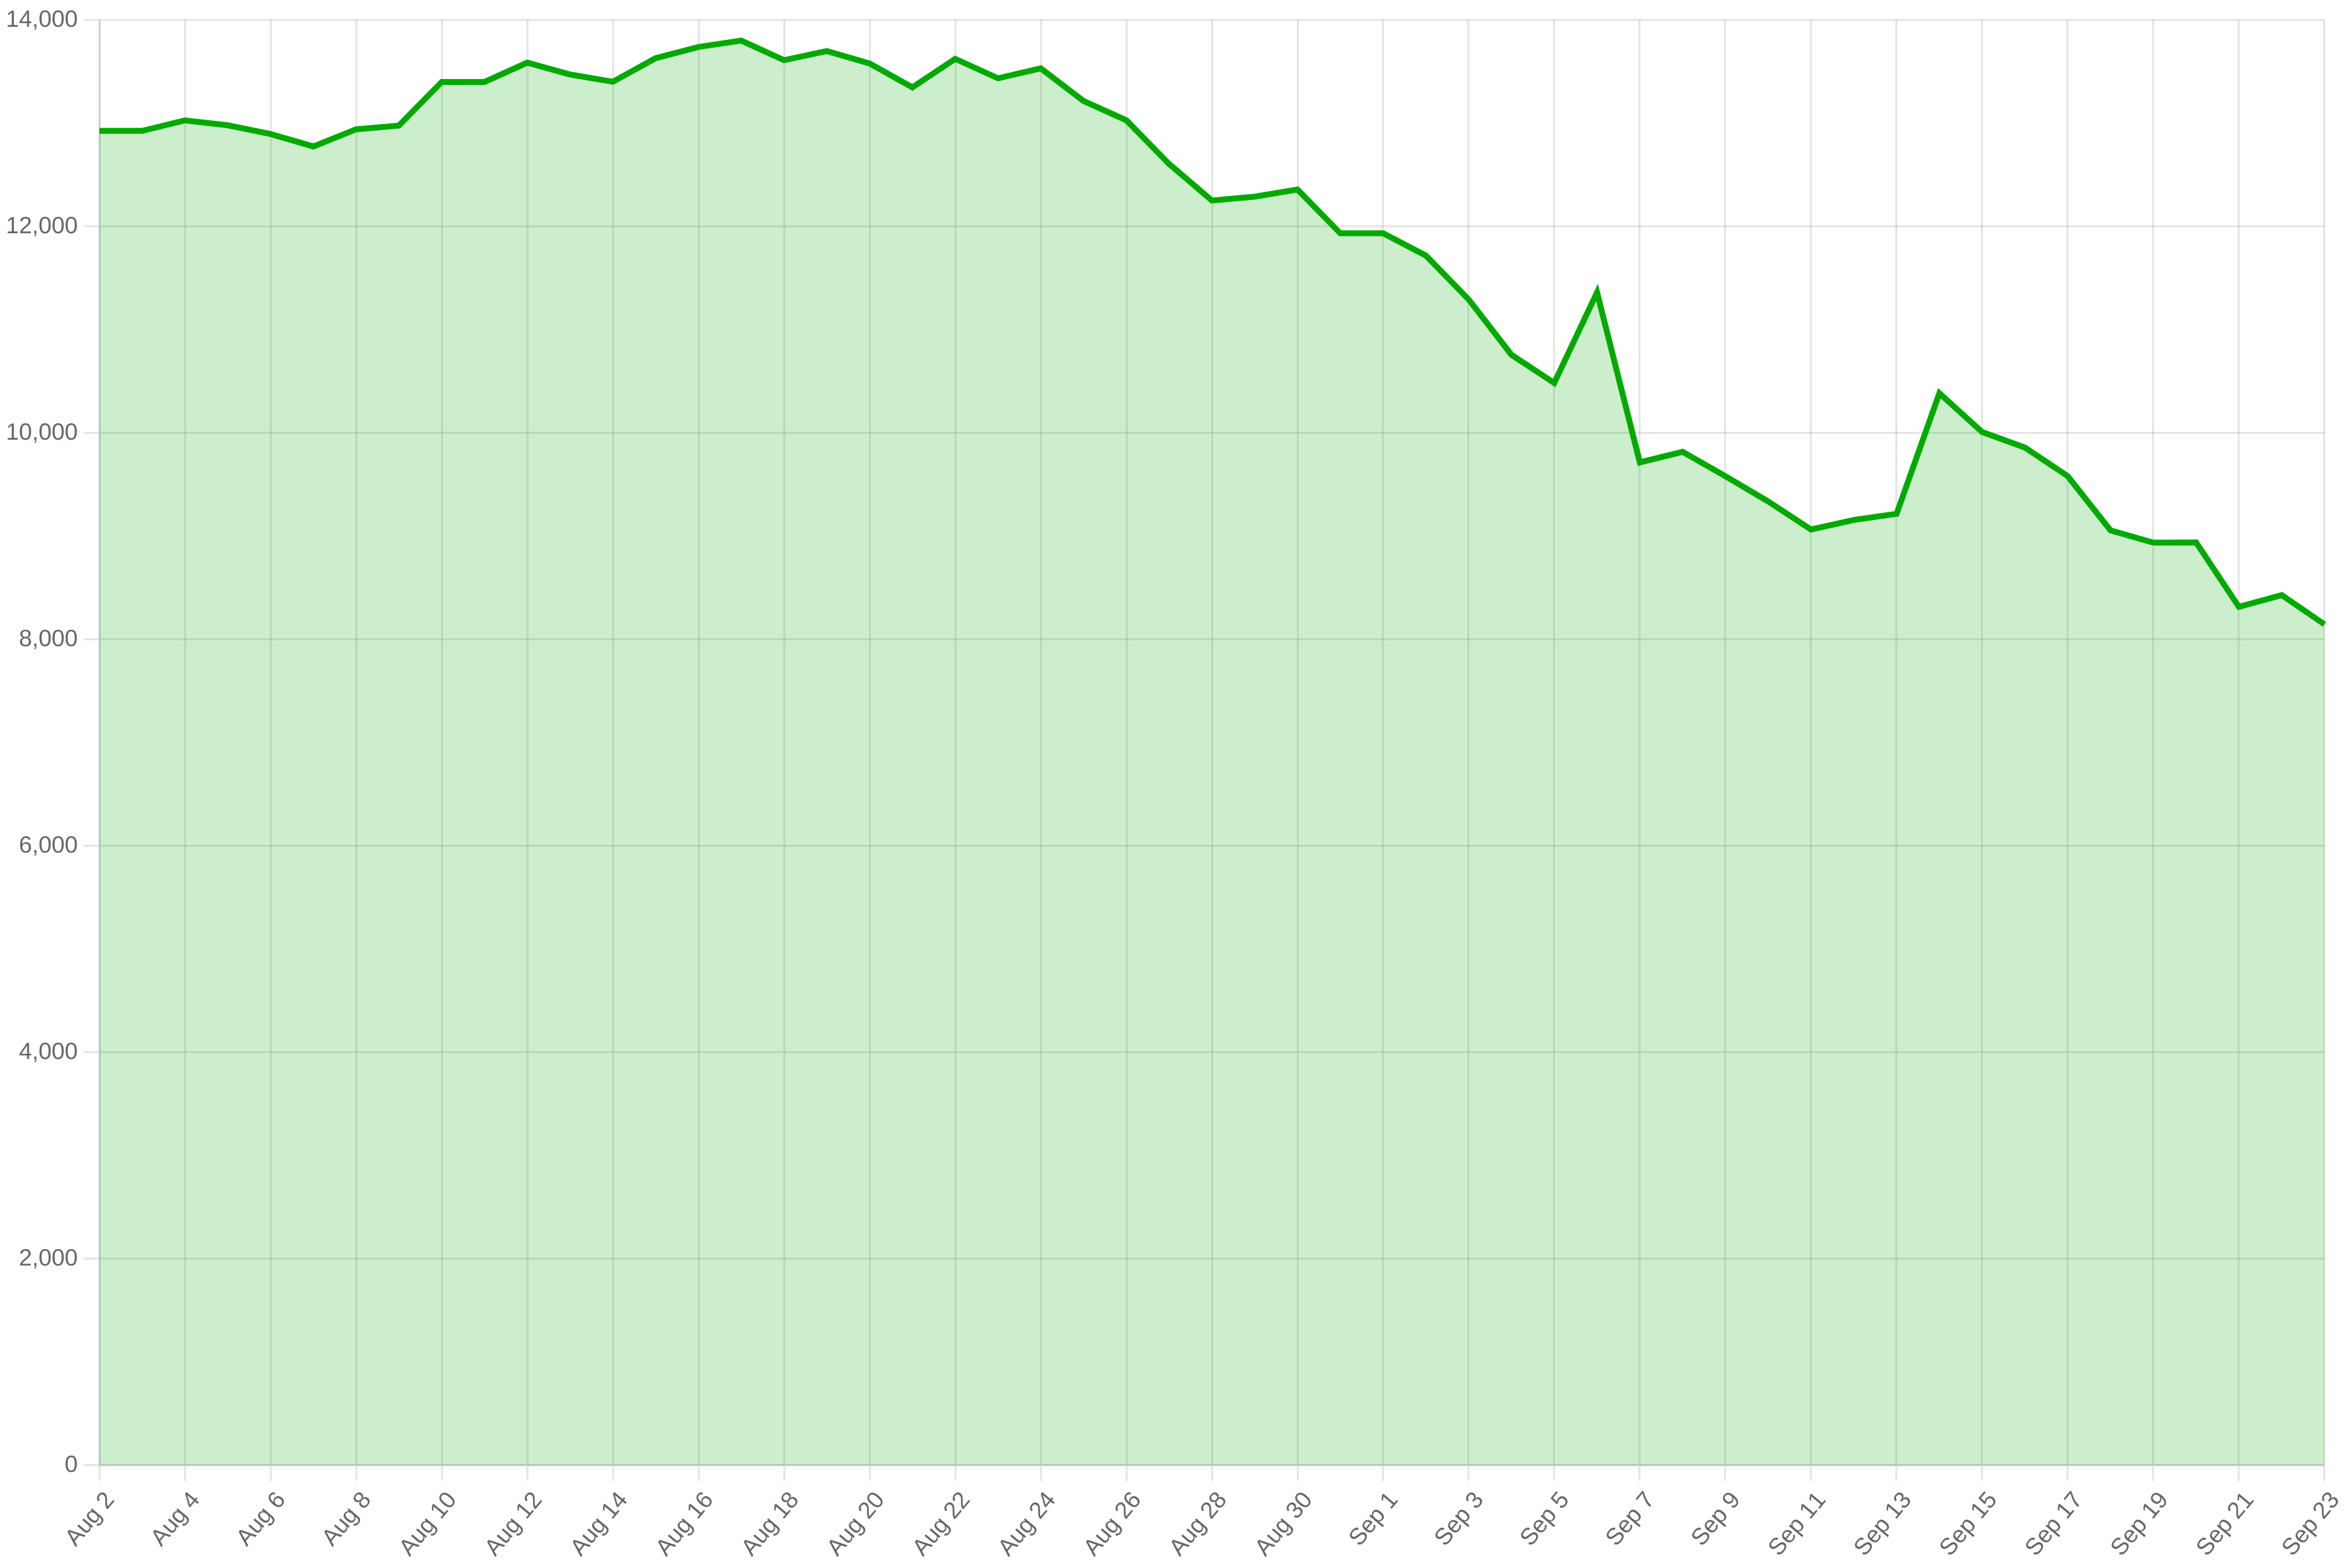 14,000
12,000
10,000
8,000
6,000
4,000
2,000
0
Aug 2
Aug 4
Aug 6
Aug 8
Aug 10
Aug 12
Aug 14
Aug 16
Aug 18
Aug 20
Aug 22
Aug 24
Aug 26
Aug 28
Aug 30
Sep 1
Sep 3
Sep 5
Sep 7
Sep 9
Sep 11
Sep 13
Sep 15
Sep 17
Sep 19
Sep 21
Sep 23